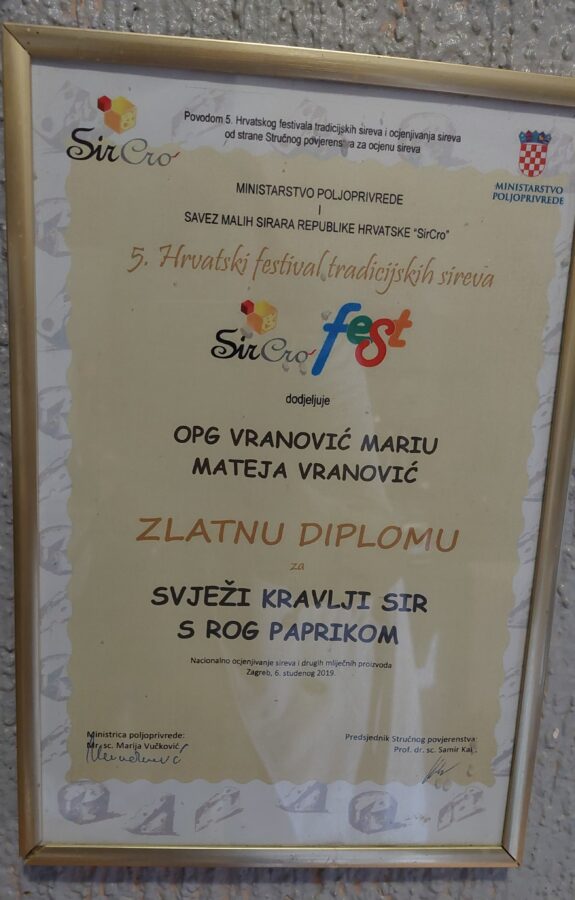 SirCro
Povodom 5. Hrvatskog festivala tradicijskih sireva i ocjenjivanja sireva
od strane Stručnog povjerenstva za ocjenu sireva
MINISTARSTVO
POLJOPRIVREDE
MINISTARSTVO POLJOPRIVREDE
I
SAVEZ MALIH SIRARA REPUBLIKE HRVATSKE "SirCro"
5. Hrvatski festival tradicijskih sireva
SirCro fest
dodjeljuje
OPG VRANOVIĆ MARIU
MATEJA VRANOVIĆ
ZLATNU DIPLOMU
za
SVJEŽI KRAVLJI SIR
S ROG PAPRIKOM
Nacionalno ocjenjivanje sireva i drugih mliječnih proizvoda
Zagreb, 6. studenog 2019.
Ministrica poljoprivrede:
Mr. sc. Marija Vučković
Predsjednik Stručnog povjerenstva:
Prof. dr. sc. Samir